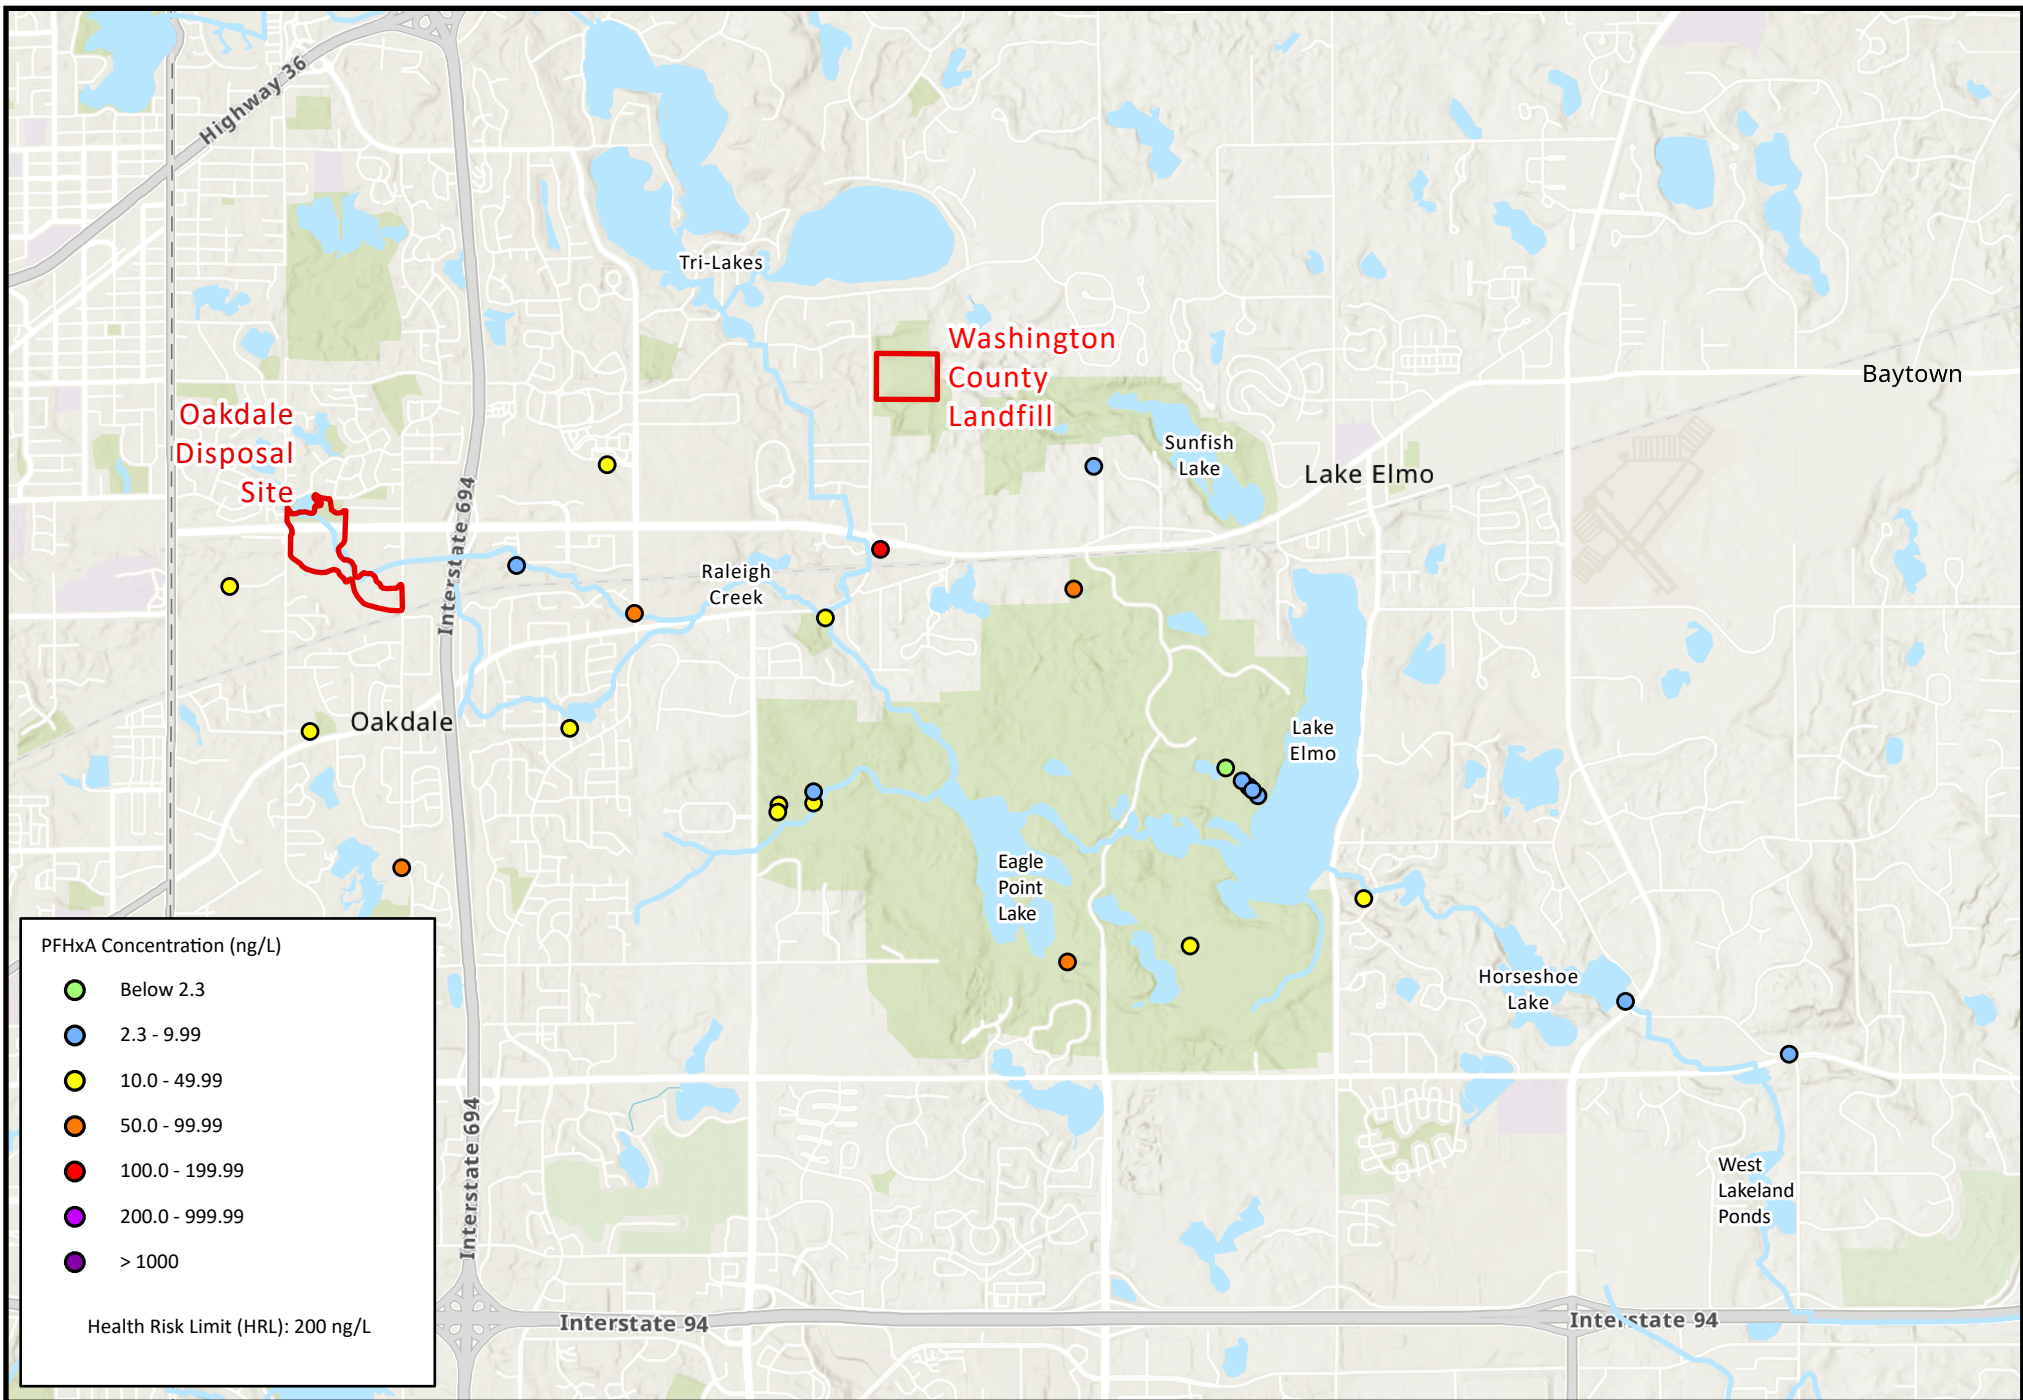 Highway 36
Tri-Lakes
Washington
County
Landfill
Baytown
Oakdale
Disposal
Site
Sunfish
Lake
Lake Elmo
Interstate 694
Raleigh
Creek
Oakdale
Lake
Elmo
Eagle
Point
Lake
Horseshoe
Lake
PFHxA Concentration (ng/L)
Below 2.3
2.3 - 9.99
10.0 - 49.99
50.0 - 99.99
100.0 - 199.99
200.0 - 999.99
> 1000
Health Risk Limit (HRL): 200 ng/L
Interstate 694
West
Lakeland
Ponds
Interstate 94
Interstate 94